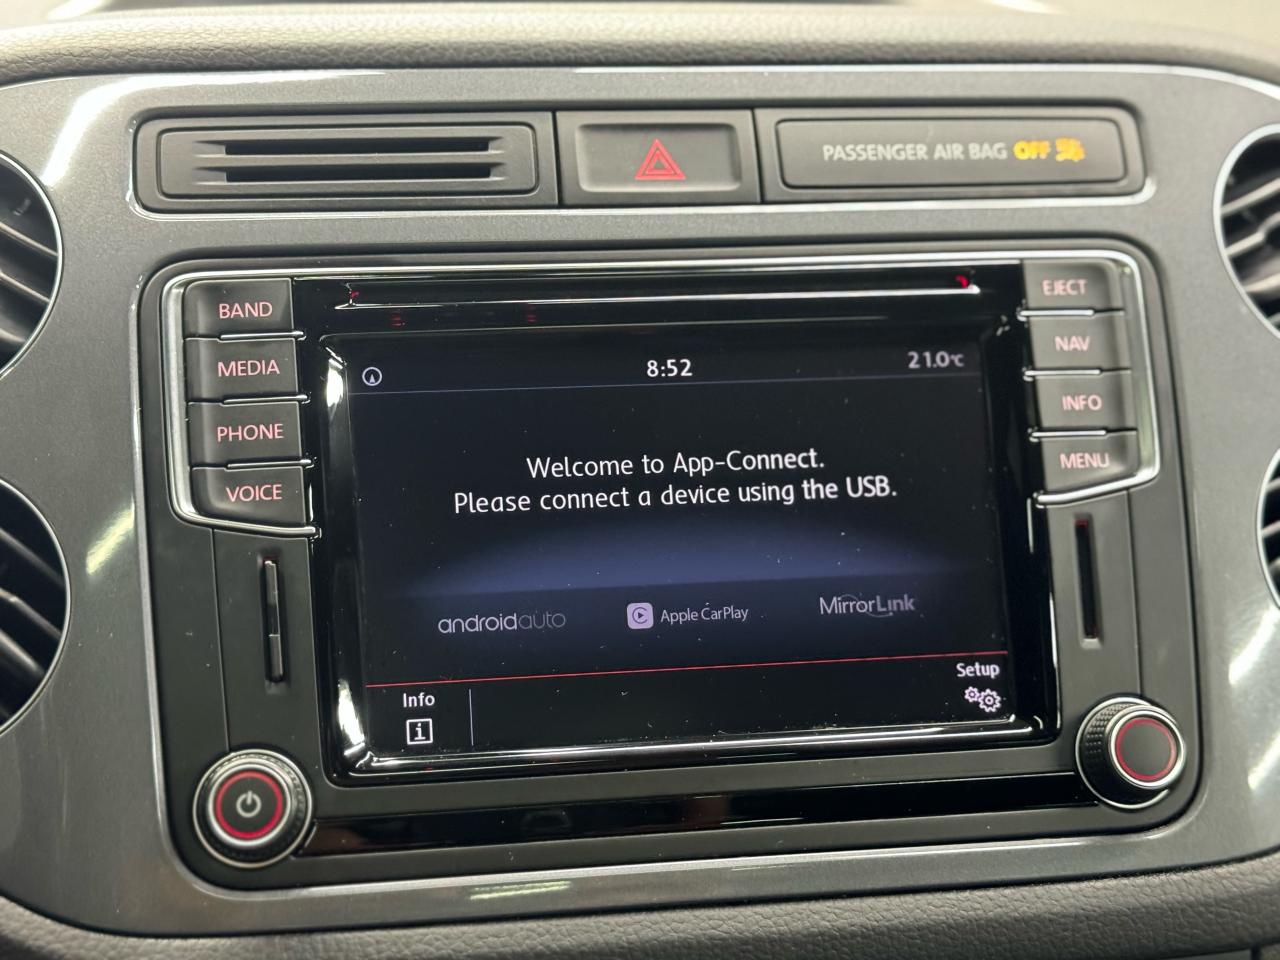 PASSENGER AIR BAG OFF
BAND
MEDIA
PHONE
VOICE
EJECT
NAV
INFO
MENU
8:52
21.0°C
Welcome to App-Connect.
Please connect a device using the USB.
androidauto
Apple CarPlay
MirrorLink
Info
i
Setup